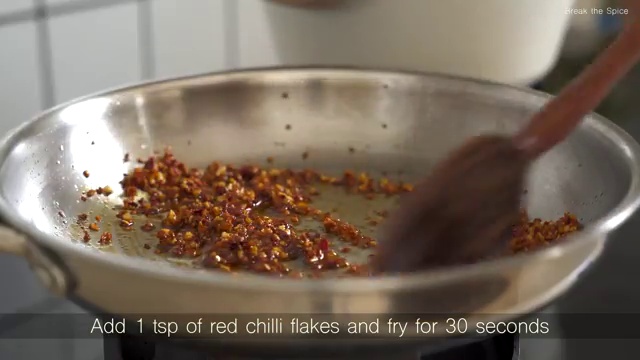 Break the Spice
Add 1 tsp of red chilli flakes and fry for 30 seconds